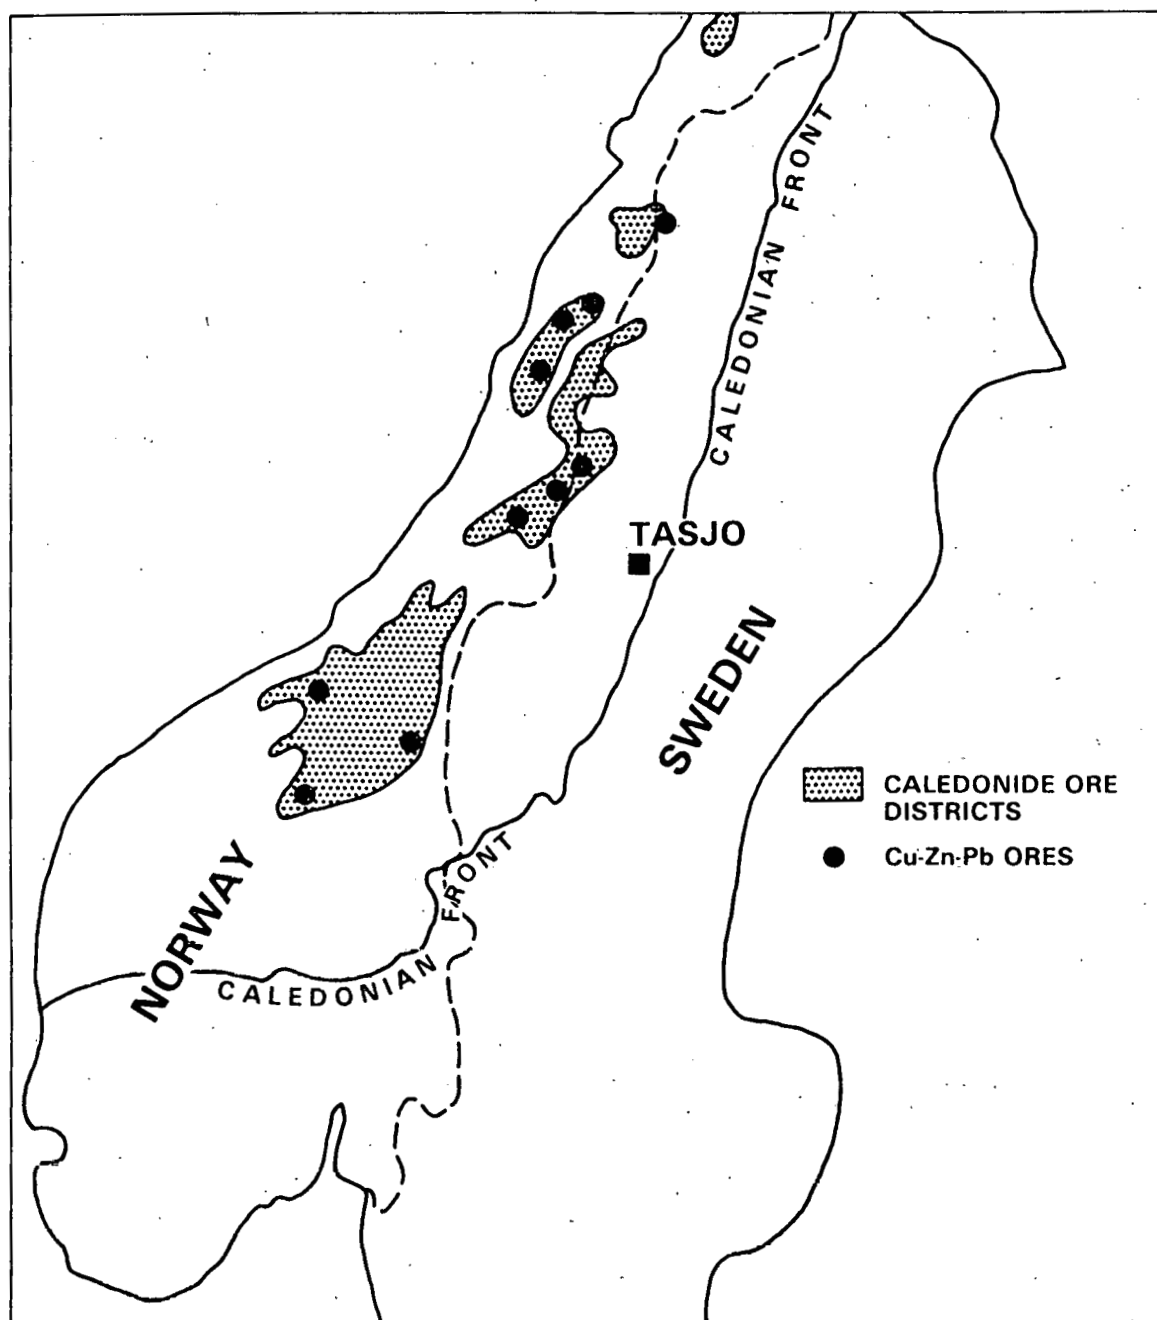 CALEDONIAN FRONT
TASJO
SWEDEN
CALEDONIDE ORE
DISTRICTS
Cu-Zn-Pb ORES
NORWAY
CALEDONIAN FRONT